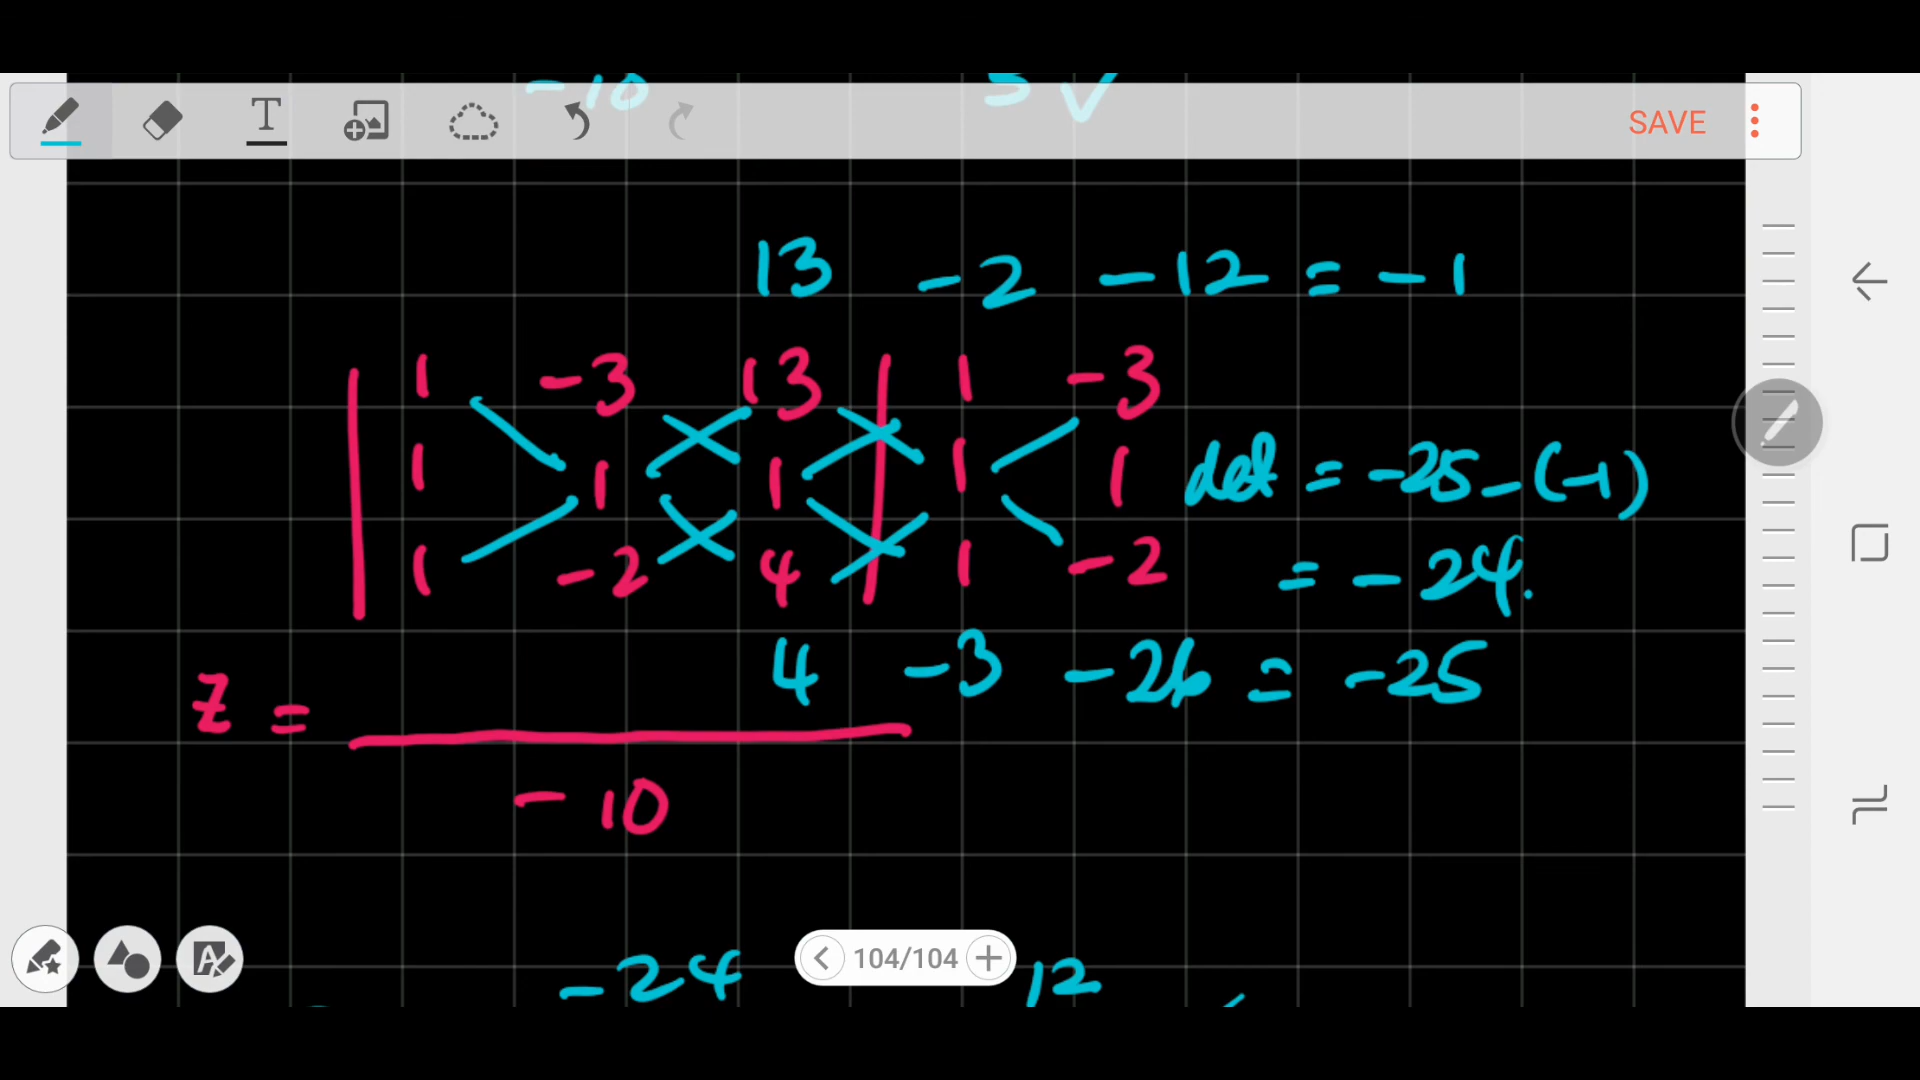 -10 5 √
T SAVE
13 -2 -12 = -1
| 1 -3 13 | 1 -3
1 1 1 1 1 det = -25-(-1)
1 -2 4 1 -2 = -24.
4 -3 -26 = -25
z =
-10
-24 12
A 104/104